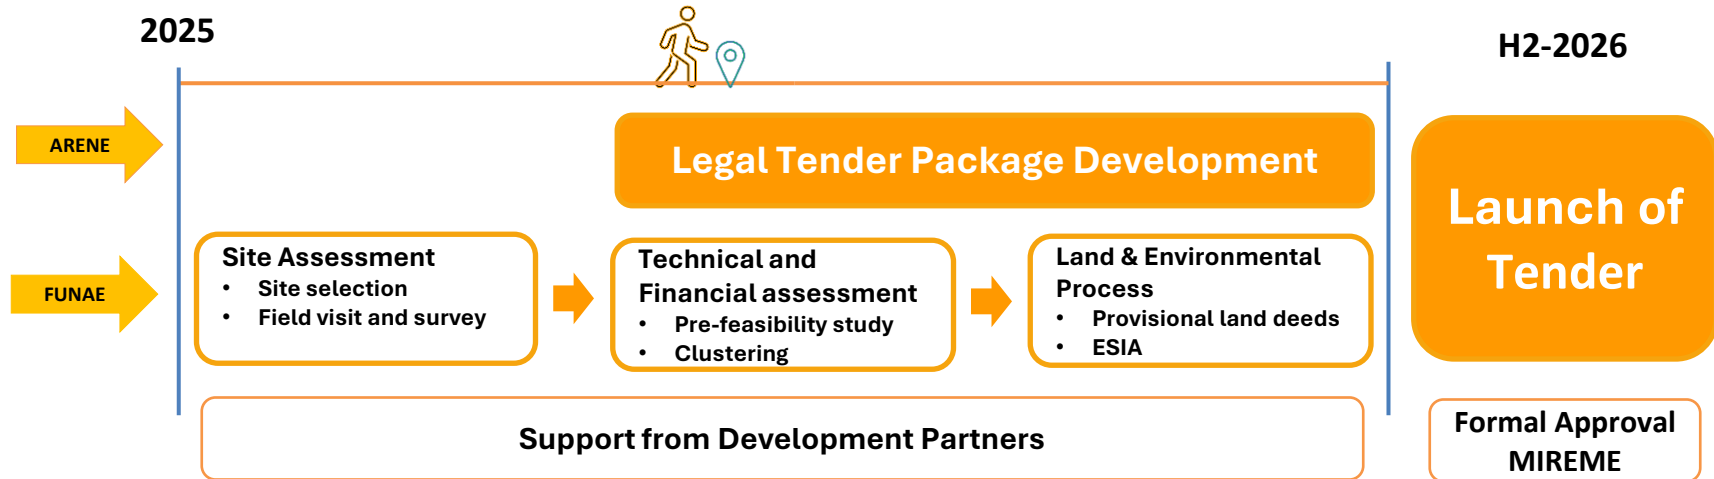 2025
H2-2026
ARENE
Legal Tender Package Development
Launch of
Tender
FUNAE
Site Assessment
• Site selection
• Field visit and survey
Technical and
Financial assessment
• Pre-feasibility study
• Clustering
Land & Environmental
Process
• Provisional land deeds
• ESIA
Support from Development Partners
Formal Approval
MIREME